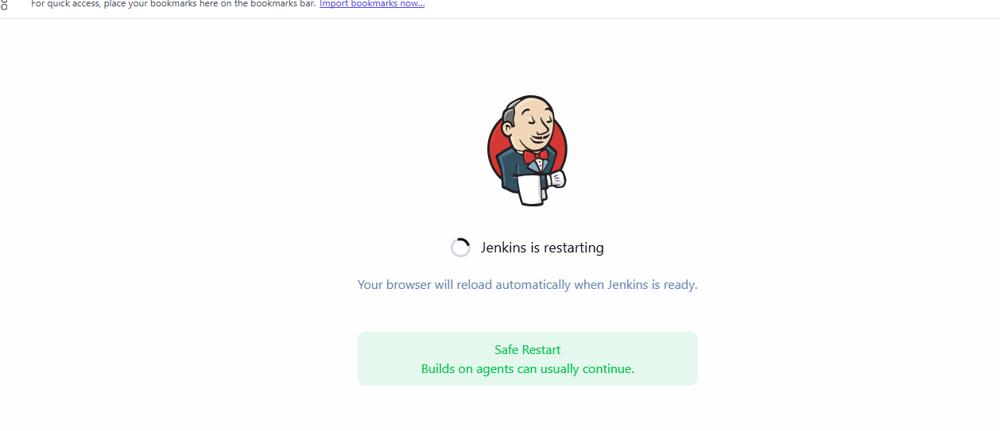 For quick access, place your bookmarks here on the bookmarks bar. Import bookmarks now...
Jenkins is restarting
Your browser will reload automatically when Jenkins is ready.
Safe Restart
Builds on agents can usually continue.